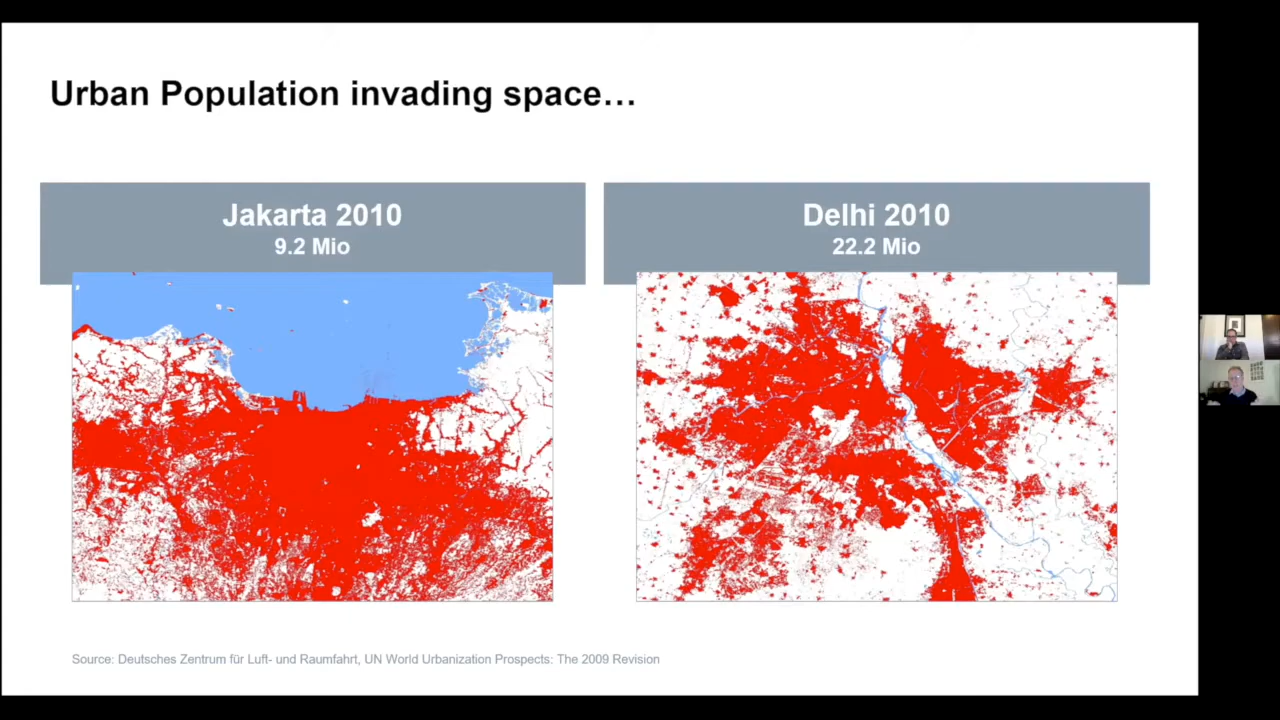 Urban Population invading space…
Jakarta 2010
9.2 Mio
Delhi 2010
22.2 Mio
Source: Deutsches Zentrum für Luft- und Raumfahrt, UN World Urbanization Prospects: The 2009 Revision